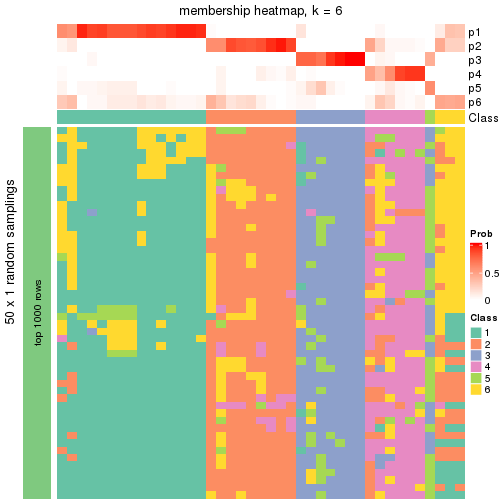 membership heatmap, k = 6
p1
p2
p3
p4
p5
p6
Class
50 x 1 random samplings
top 1000 rows
Prob
1
0.5
0
Class
1
2
3
4
5
6